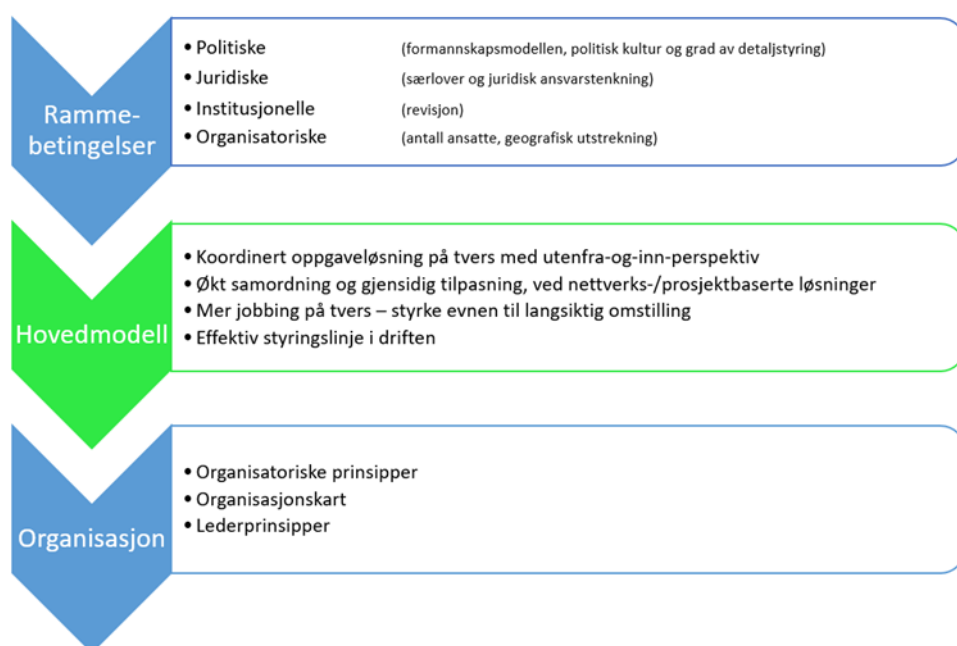 Ramme-
betingelser
• Politiske (formannskapsmodellen, politisk kultur og grad av detaljstyring)
• Juridiske (særlover og juridisk ansvarstenkning)
• Institusjonelle (revisjon)
• Organisatoriske (antall ansatte, geografisk utstrekning)
Hovedmodell
• Koordinert oppgaveløsning på tvers med utenfra-og-inn-perspektiv
• Økt samordning og gjensidig tilpasning, ved nettverks-/prosjektbaserte løsninger
• Mer jobbing på tvers – styrke evnen til langsiktig omstilling
• Effektiv styringslinje i driften
Organisasjon
• Organisatoriske prinsipper
• Organisasjonskart
• Lederprinsipper